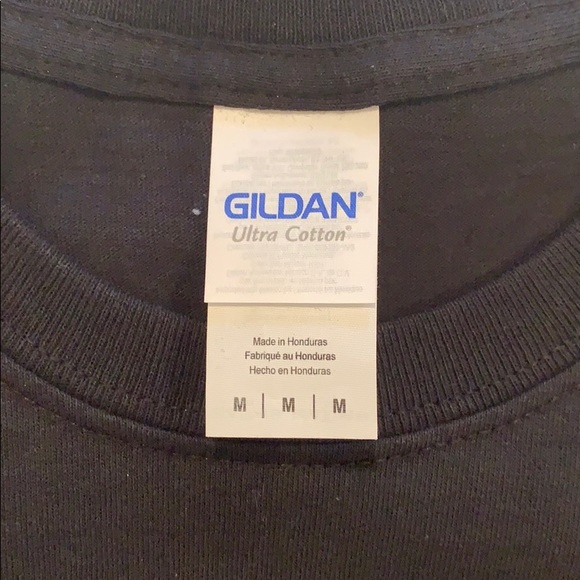 GILDAN®
Ultra Cotton®
Made in Honduras
Fabriqué au Honduras
Hecho en Honduras
M | M | M